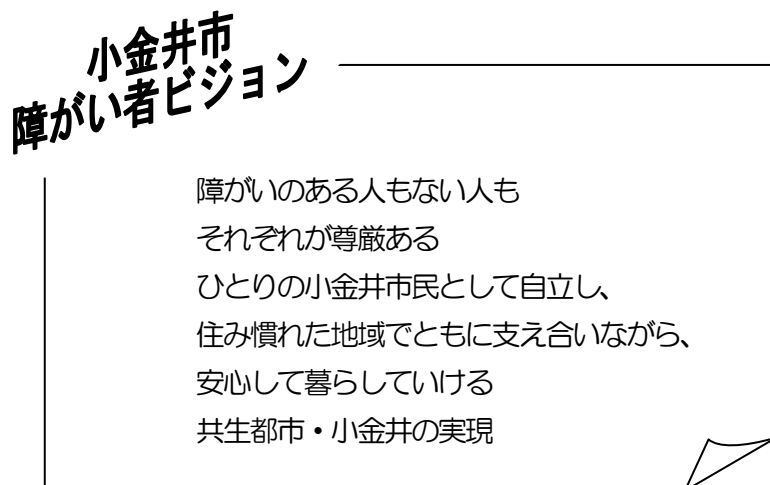 小金井市
障がい者ビジョン
障がいのある人もない人も
それぞれが尊厳ある
ひとりの小金井市民として自立し、
住み慣れた地域でともに支え合いながら、
安心して暮らしていける
共生都市・小金井の実現